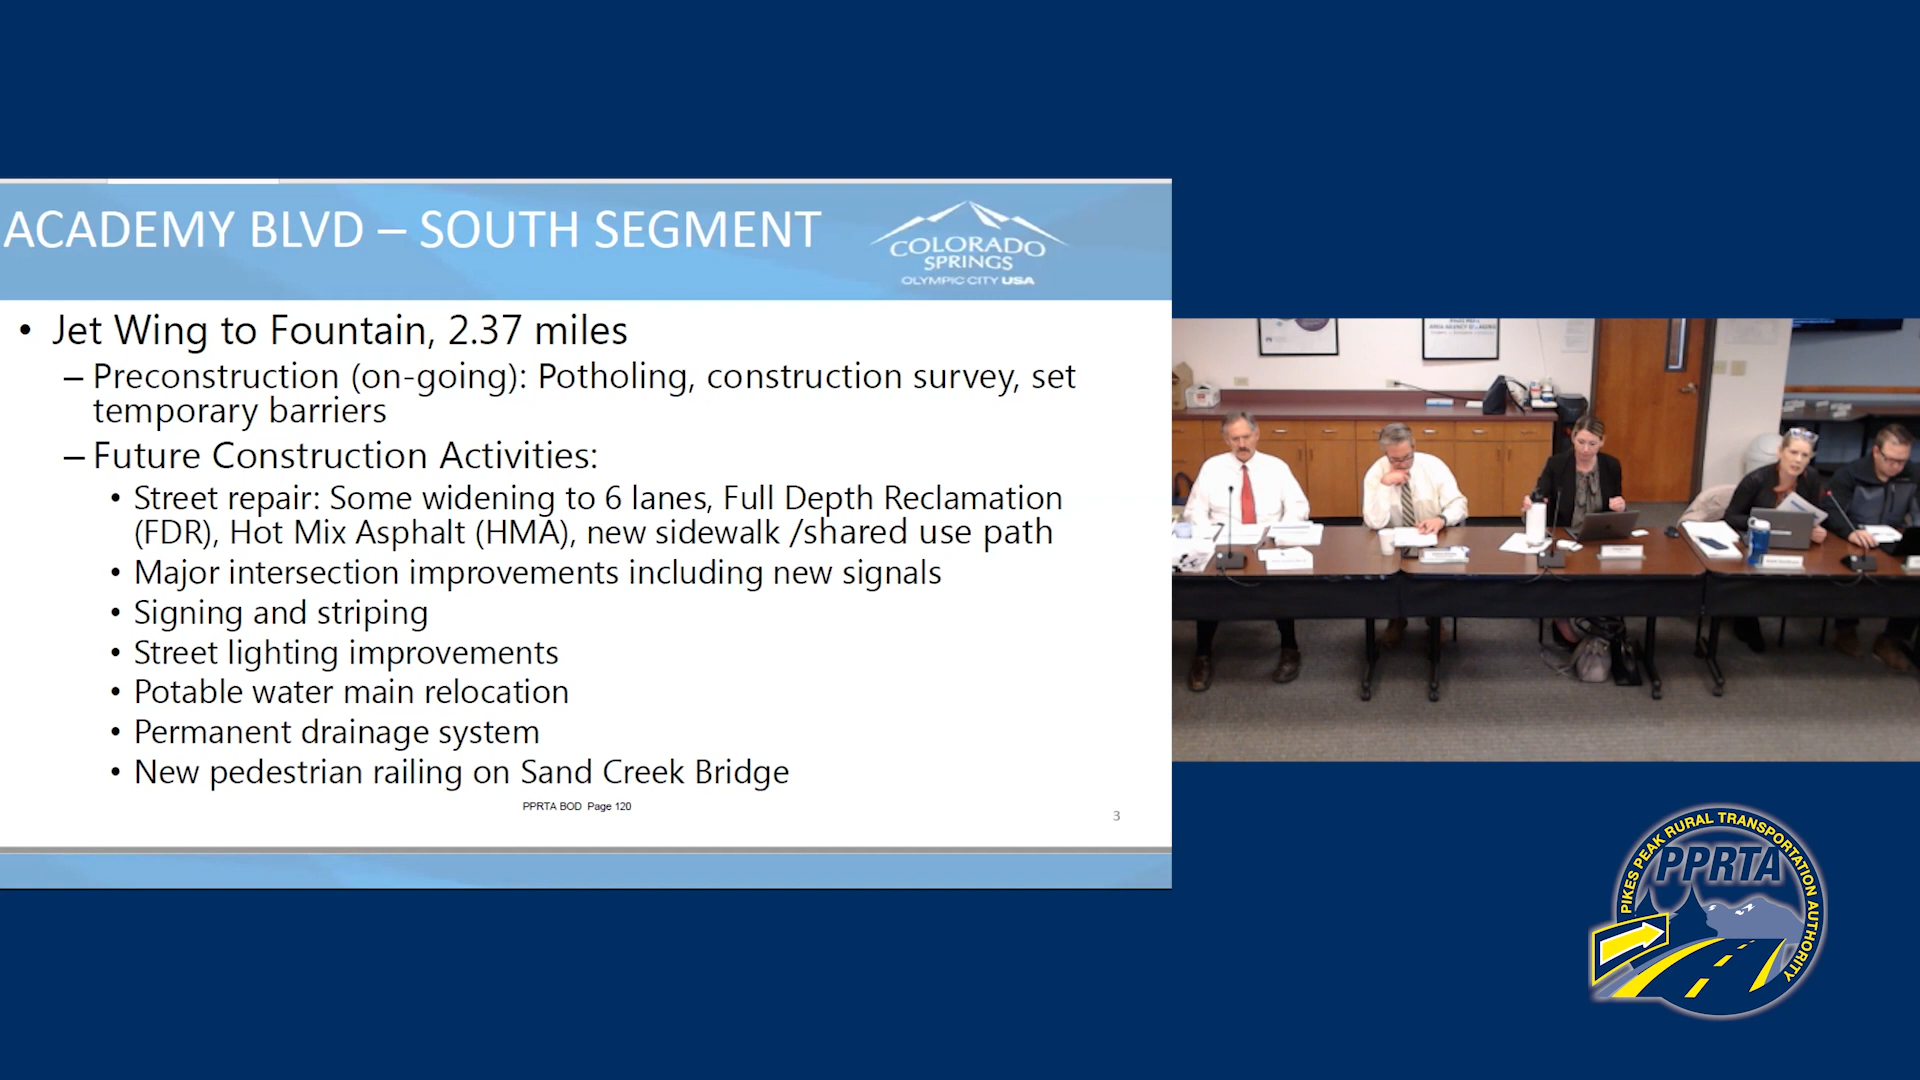 ACADEMY BLVD – SOUTH SEGMENT
COLORADO
SPRINGS
OLYMPIC CITY USA
• Jet Wing to Fountain, 2.37 miles
– Preconstruction (on-going): Potholing, construction survey, set
temporary barriers
– Future Construction Activities:
• Street repair: Some widening to 6 lanes, Full Depth Reclamation
(FDR), Hot Mix Asphalt (HMA), new sidewalk /shared use path
• Major intersection improvements including new signals
• Signing and striping
• Street lighting improvements
• Potable water main relocation
• Permanent drainage system
• New pedestrian railing on Sand Creek Bridge
PPRTA BOD Page 120
3
PIKES PEAK RURAL TRANSPORTATION AUTHORITY
PPRTA